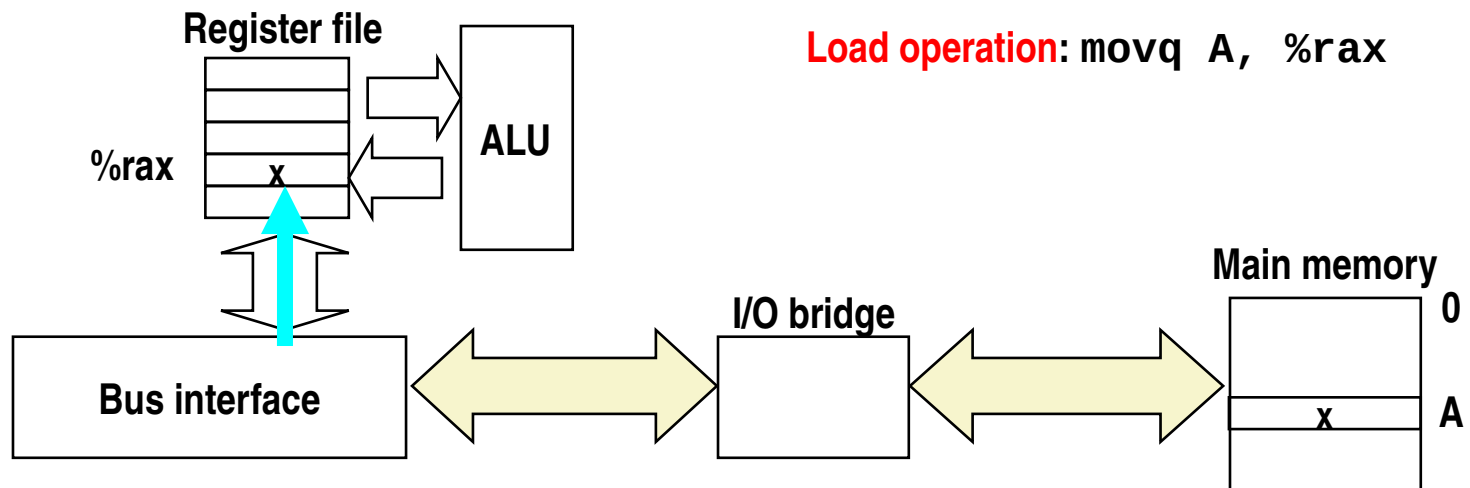 Register file
Load operation: movq A, %rax
ALU
%rax
x
Main memory
I/O bridge
0
Bus interface
x
A